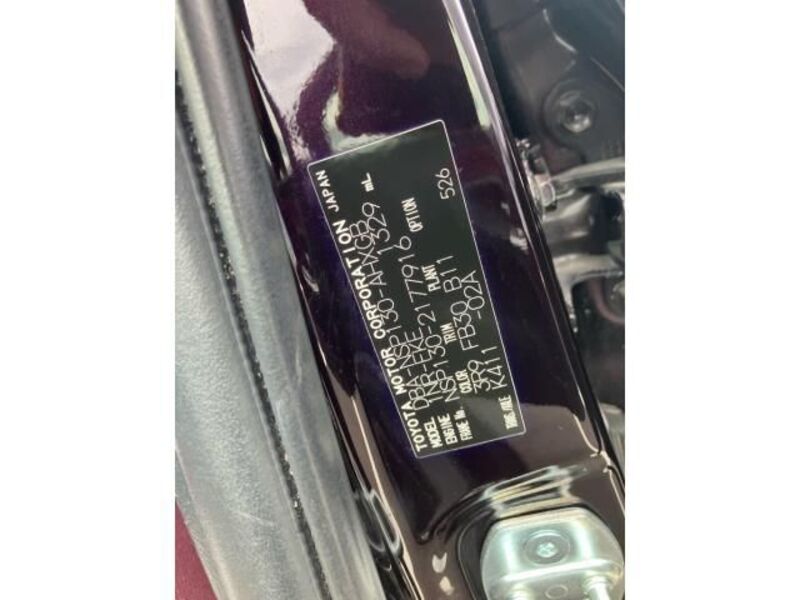 TOYOTA MOTOR CORPORATION JAPAN
MODEL DBA-NSP130-AHXGB
ENGINE 1NR-FXE 1329 mL
FRAME No. NSP130-2177916
COLOR TRIM PLANT OPTION
3R9 FB30 B11 526
TRANS/AXLE K411 -02A